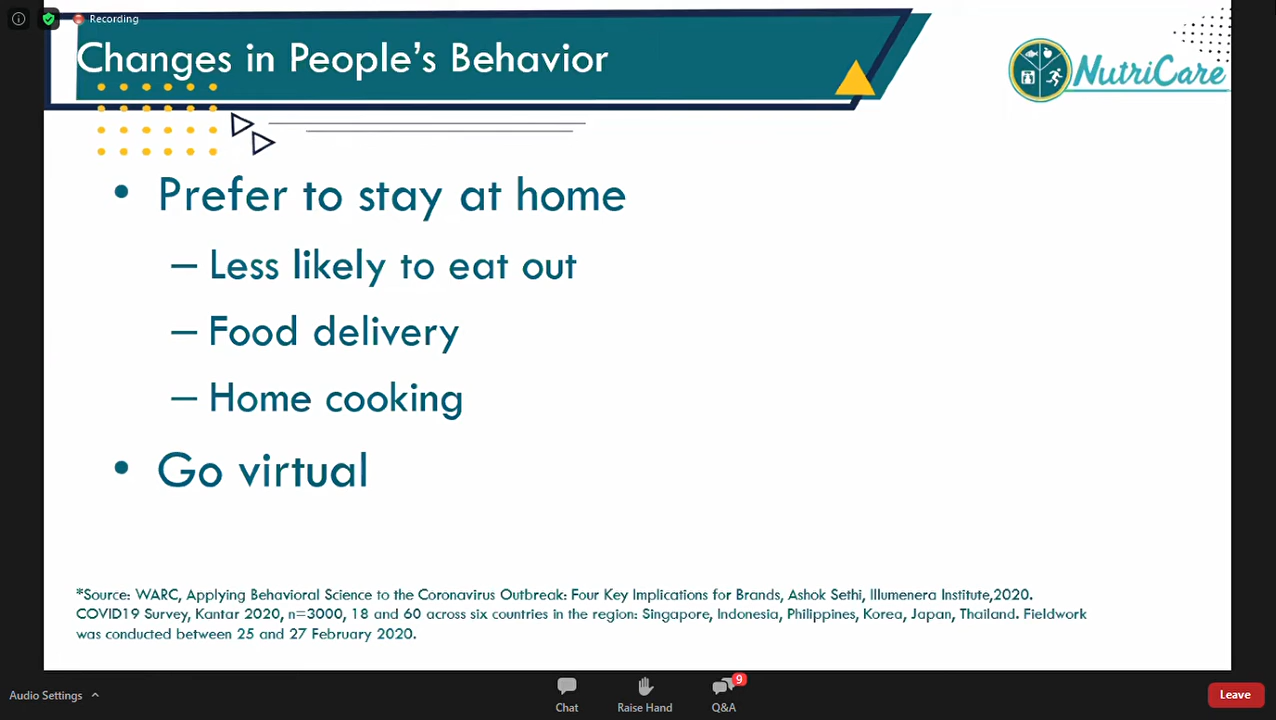 Recording
Changes in People's Behavior
NutriCare
• Prefer to stay at home
– Less likely to eat out
– Food delivery
– Home cooking
• Go virtual
*Source: WARC, Applying Behavioral Science to the Coronavirus Outbreak: Four Key Implications for Brands, Ashok Sethi, Illumenera Institute,2020.
COVID19 Survey, Kantar 2020, n=3000, 18 and 60 across six countries in the region: Singapore, Indonesia, Philippines, Korea, Japan, Thailand. Fieldwork
was conducted between 25 and 27 February 2020.
Audio Settings
Chat
Raise Hand
9
Q&A
Leave